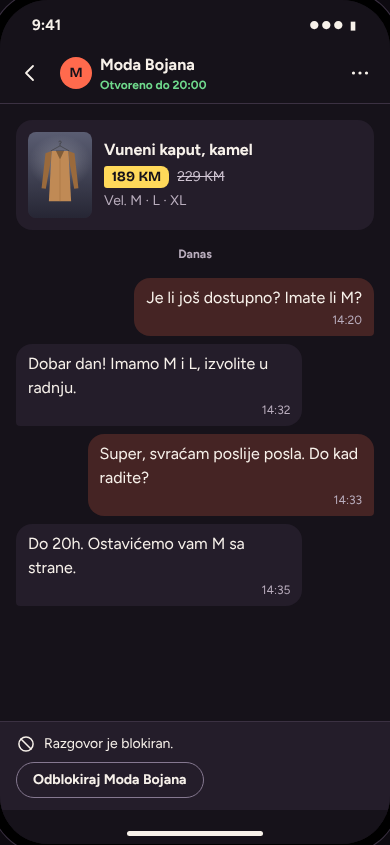 9:41
M
Moda Bojana
Otvoreno do 20:00
Vuneni kaput, kamel
189 KM 229 KM
Vel. M · L · XL
Danas
Je li još dostupno? Imate li M?
14:20
Dobar dan! Imamo M i L, izvolite u
radnju.
14:32
Super, svraćam poslije posla. Do kad
radite?
14:33
Do 20h. Ostavićemo vam M sa
strane.
14:35
Razgovor je blokiran.
Odblokiraj Moda Bojana